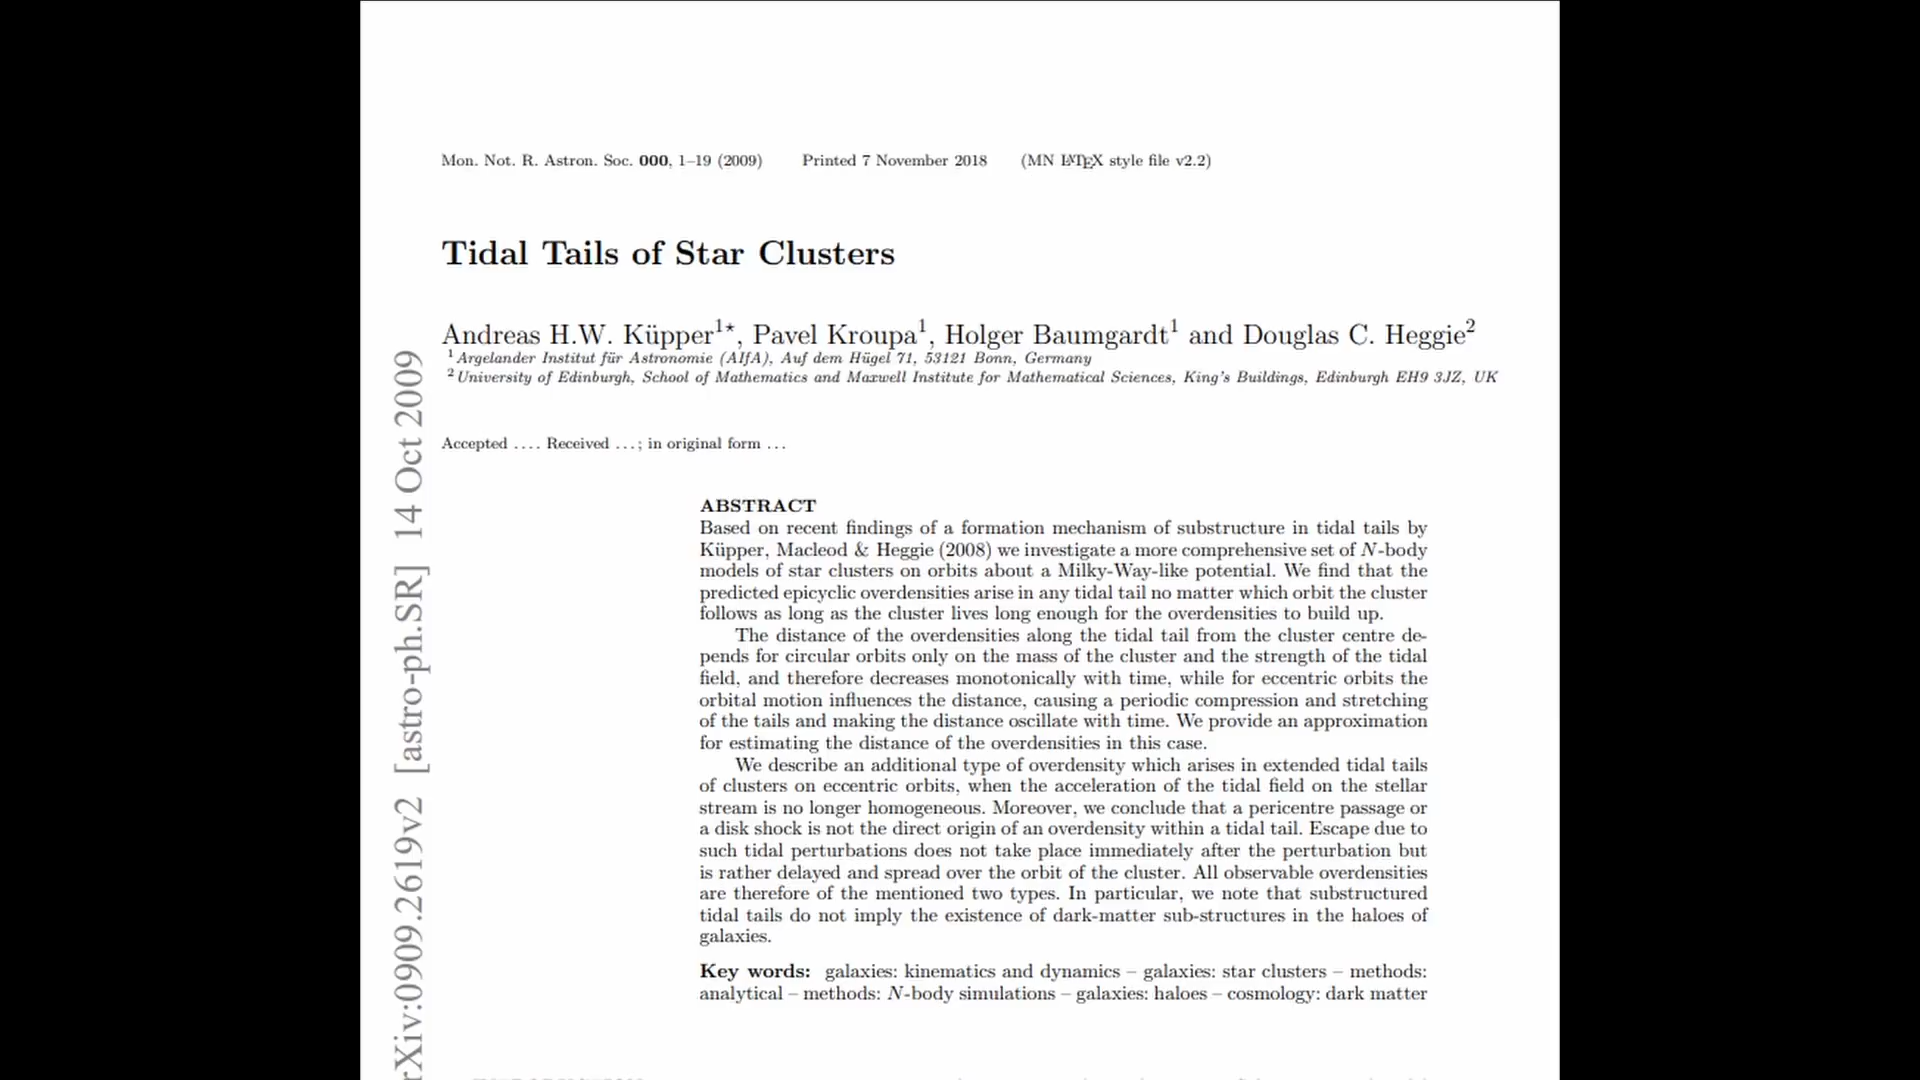 Mon. Not. R. Astron. Soc. 000, 1–19 (2009) Printed 7 November 2018 (MN LATEX style file v2.2)
Tidal Tails of Star Clusters
Andreas H.W. Küpper1⋆, Pavel Kroupa1, Holger Baumgardt1 and Douglas C. Heggie2
1 Argelander Institut für Astronomie (AIfA), Auf dem Hügel 71, 53121 Bonn, Germany
2 University of Edinburgh, School of Mathematics and Maxwell Institute for Mathematical Sciences, King's Buildings, Edinburgh EH9 3JZ, UK
Accepted .... Received ...; in original form ...
ABSTRACT
Based on recent findings of a formation mechanism of substructure in tidal tails by
Küpper, Macleod & Heggie (2008) we investigate a more comprehensive set of N-body
models of star clusters on orbits about a Milky-Way-like potential. We find that the
predicted epicyclic overdensities arise in any tidal tail no matter which orbit the cluster
follows as long as the cluster lives long enough for the overdensities to build up.
The distance of the overdensities along the tidal tail from the cluster centre de-
pends for circular orbits only on the mass of the cluster and the strength of the tidal
field, and therefore decreases monotonically with time, while for eccentric orbits the
orbital motion influences the distance, causing a periodic compression and stretching
of the tails and making the distance oscillate with time. We provide an approximation
for estimating the distance of the overdensities in this case.
We describe an additional type of overdensity which arises in extended tidal tails
of clusters on eccentric orbits, when the acceleration of the tidal field on the stellar
stream is no longer homogeneous. Moreover, we conclude that a pericentre passage or
a disk shock is not the direct origin of an overdensity within a tidal tail. Escape due to
such tidal perturbations does not take place immediately after the perturbation but
is rather delayed and spread over the orbit of the cluster. All observable overdensities
are therefore of the mentioned two types. In particular, we note that substructured
tidal tails do not imply the existence of dark-matter sub-structures in the haloes of
galaxies.
Key words: galaxies: kinematics and dynamics – galaxies: star clusters – methods:
analytical – methods: N-body simulations – galaxies: haloes – cosmology: dark matter
rXiv:0909.2619v2 [astro-ph.SR] 14 Oct 2009